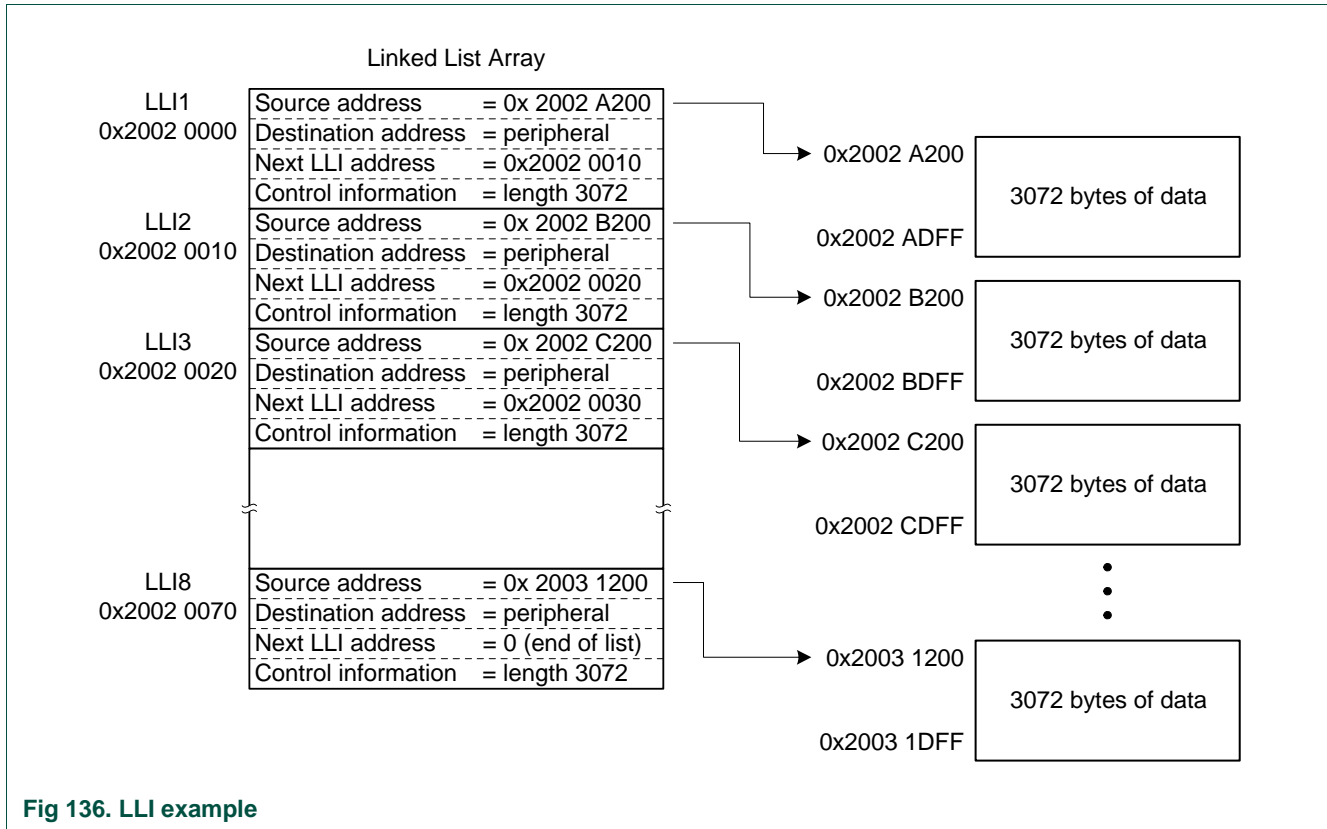 Linked List Array
LLI1
0x2002 0000
Source address = 0x 2002 A200
Destination address = peripheral
Next LLI address = 0x2002 0010
Control information = length 3072
LLI2
0x2002 0010
Source address = 0x 2002 B200
Destination address = peripheral
Next LLI address = 0x2002 0020
Control information = length 3072
LLI3
0x2002 0020
Source address = 0x 2002 C200
Destination address = peripheral
Next LLI address = 0x2002 0030
Control information = length 3072
LLI8
0x2002 0070
Source address = 0x 2003 1200
Destination address = peripheral
Next LLI address = 0 (end of list)
Control information = length 3072
0x2002 A200
3072 bytes of data
0x2002 ADFF
0x2002 B200
3072 bytes of data
0x2002 BDFF
0x2002 C200
3072 bytes of data
0x2002 CDFF
0x2003 1200
3072 bytes of data
0x2003 1DFF
Fig 136. LLI example